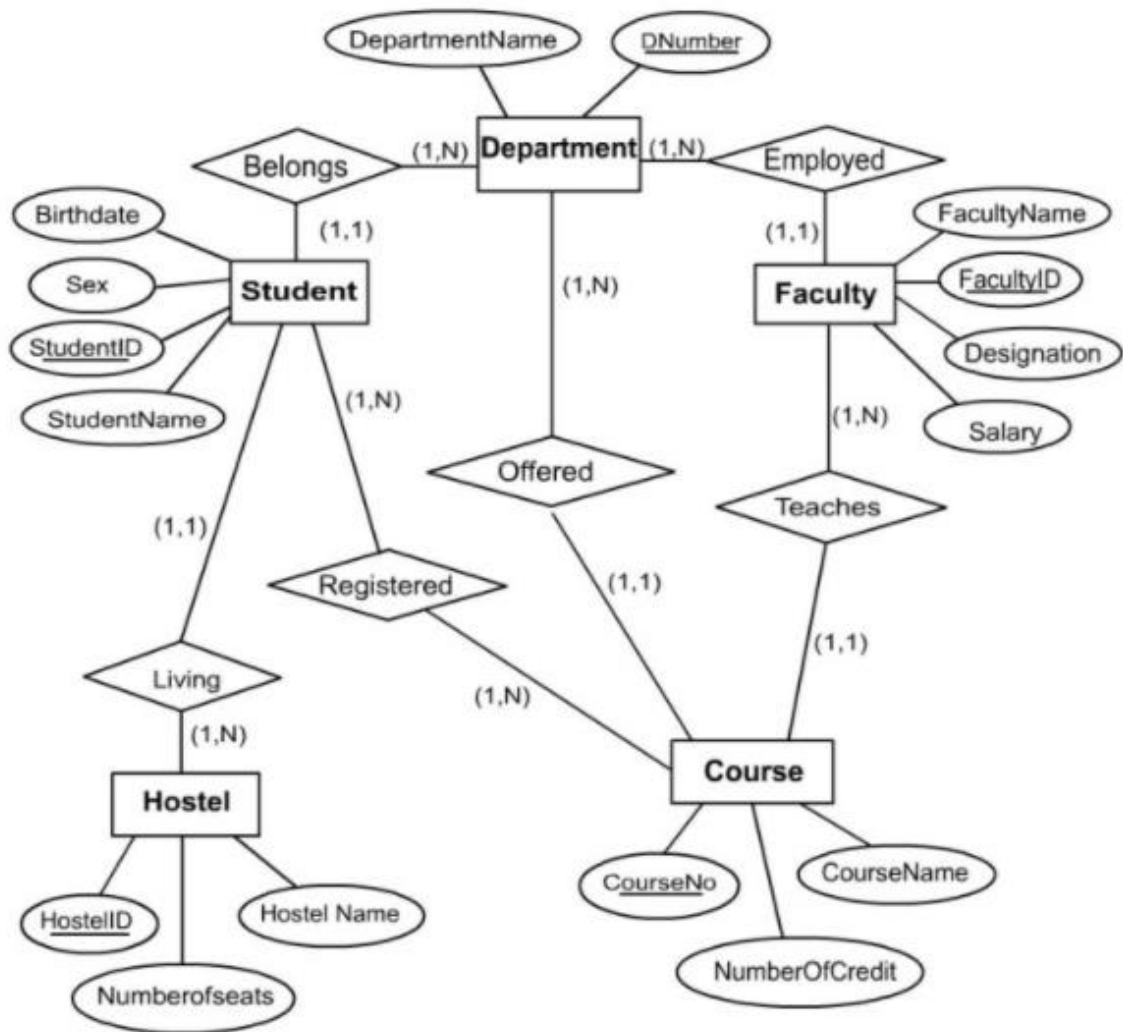 DepartmentName
DNumber
Belongs
(1,N)
Department
(1,N)
Employed
Birthdate
(1,1)
(1,1)
FacultyName
Sex
Student
(1,N)
Faculty
FacultyID
StudentID
Designation
StudentName
(1,N)
(1,N)
Salary
Offered
Teaches
(1,1)
Registered
(1,1)
(1,1)
Living
(1,N)
(1,N)
Hostel
Course
HostelID
Hostel Name
CourseNo
CourseName
Numberofseats
NumberOfCredit